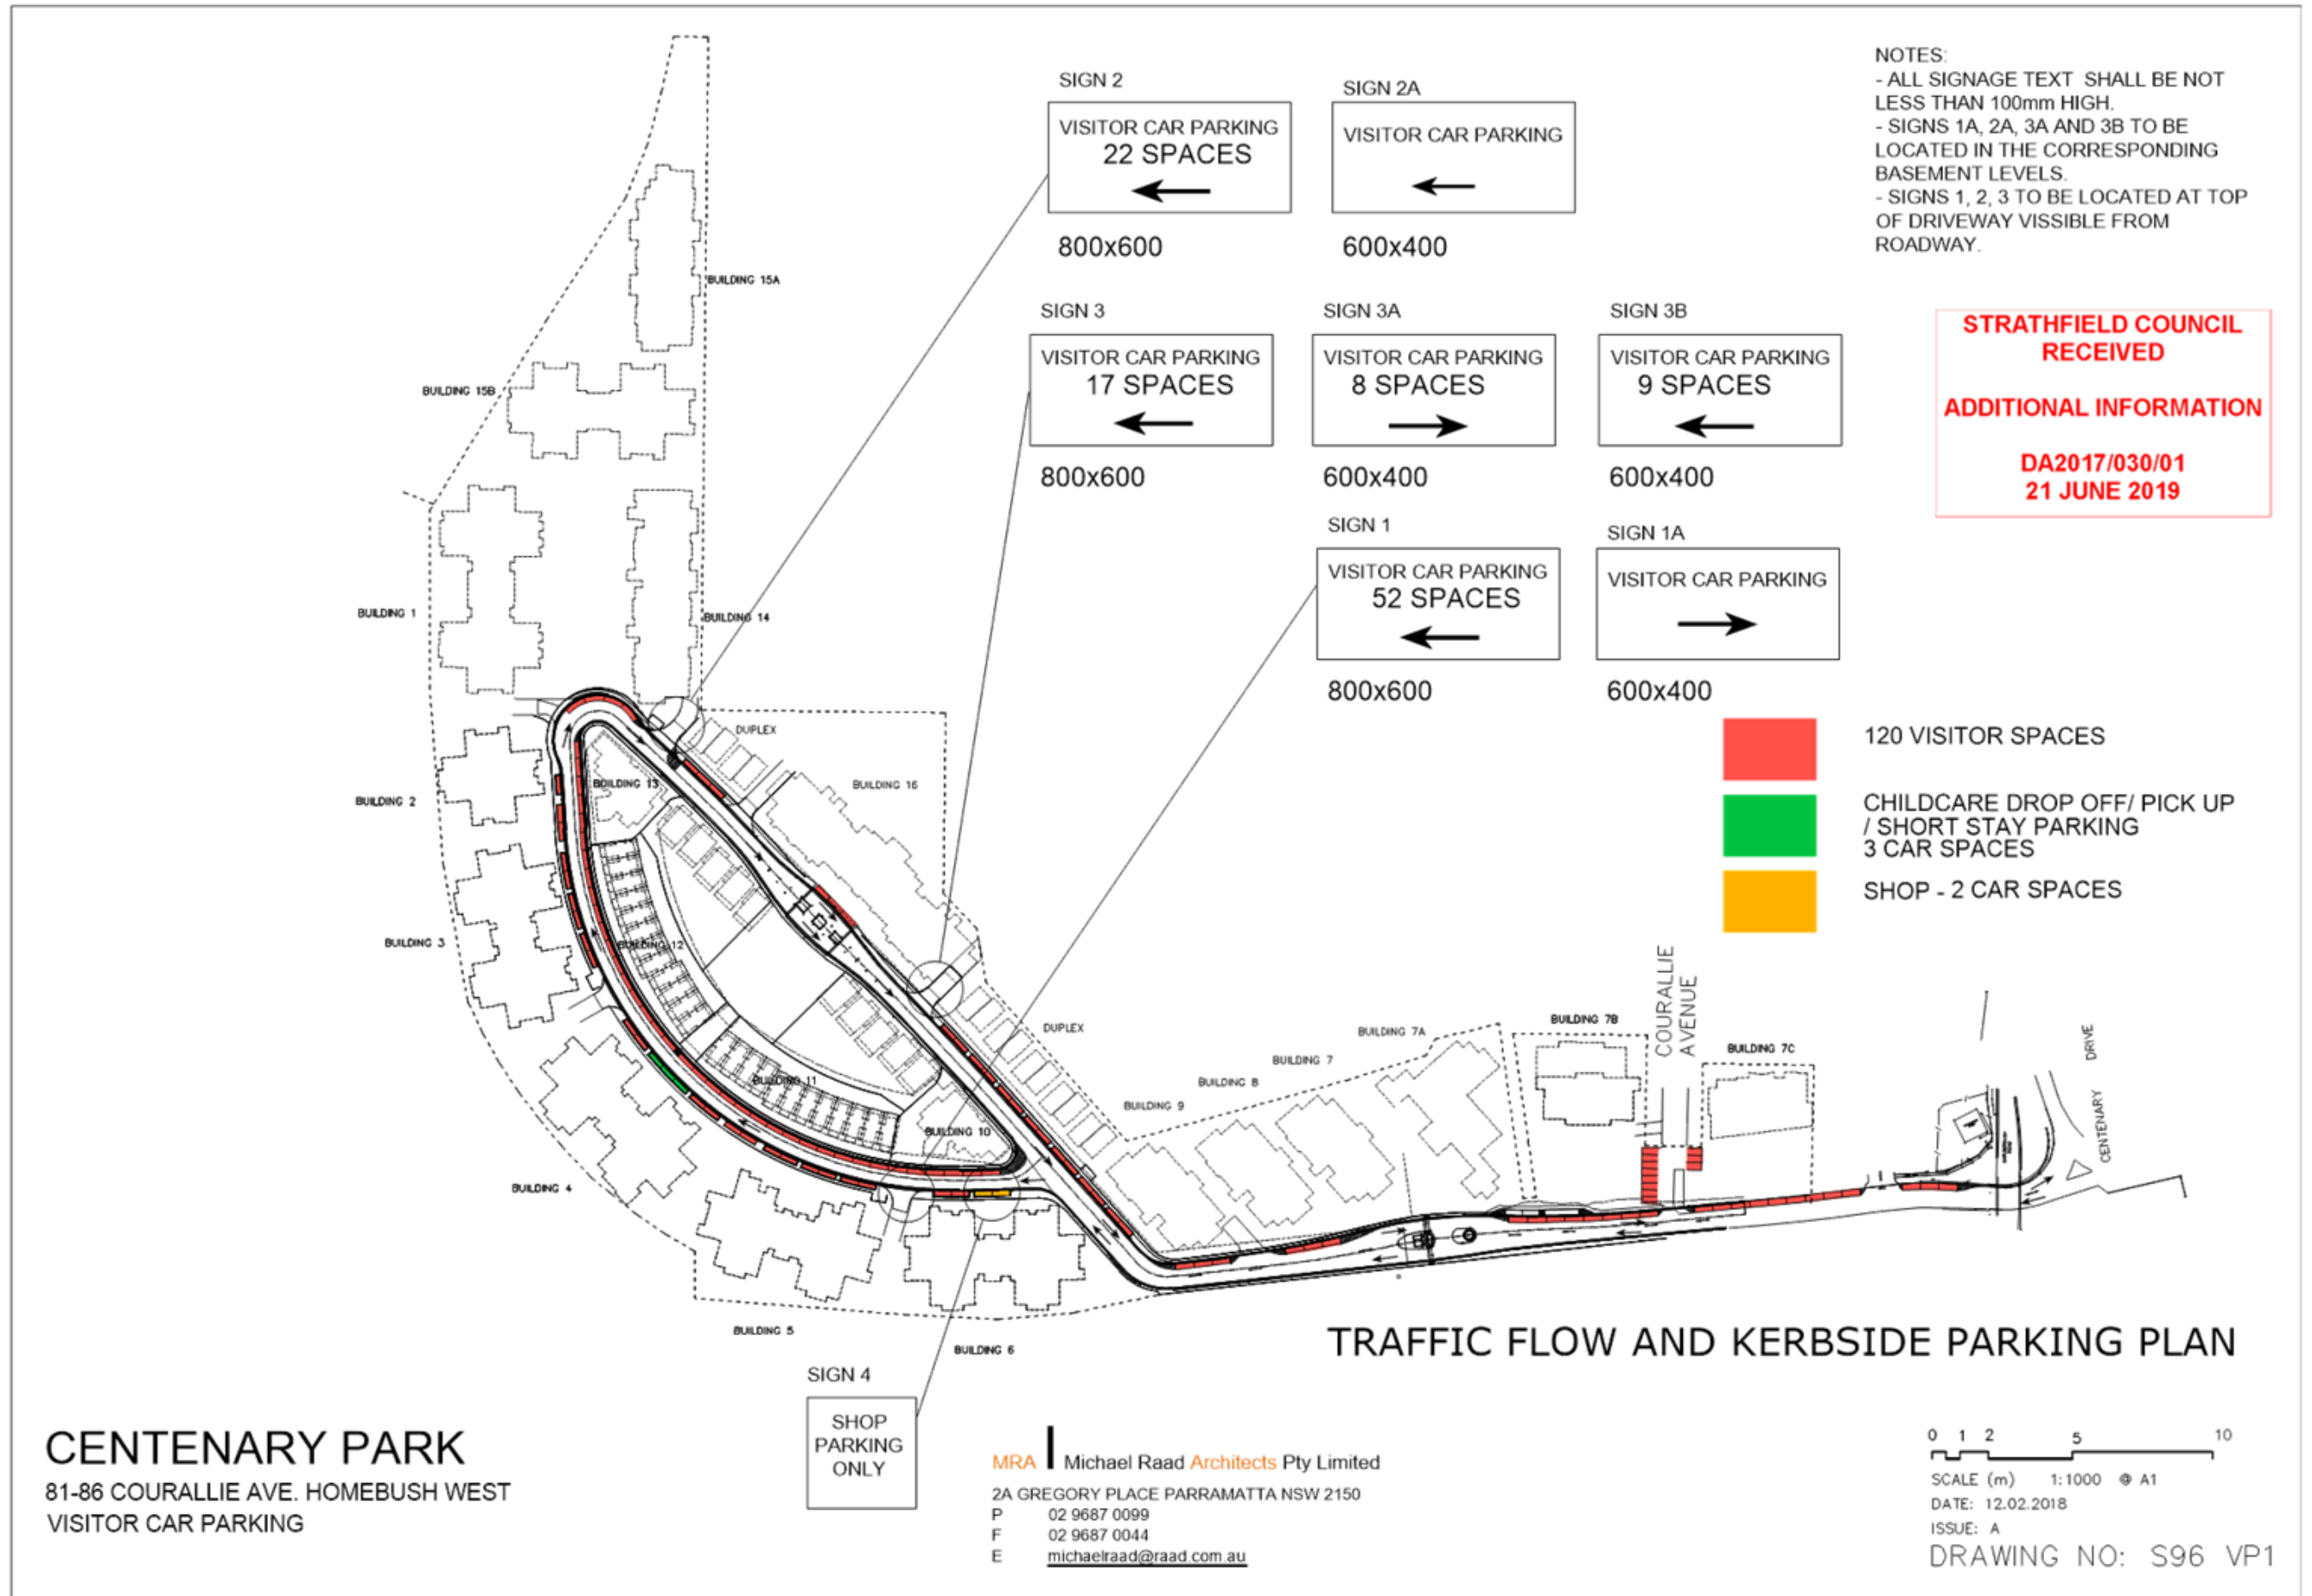 SIGN 2
VISITOR CAR PARKING
22 SPACES
800x600
SIGN 2A
VISITOR CAR PARKING
600x400
NOTES:
- ALL SIGNAGE TEXT SHALL BE NOT
LESS THAN 100mm HIGH.
- SIGNS 1A, 2A, 3A AND 3B TO BE
LOCATED IN THE CORRESPONDING
BASEMENT LEVELS.
- SIGNS 1, 2, 3 TO BE LOCATED AT TOP
OF DRIVEWAY VISSIBLE FROM
ROADWAY.
SIGN 3
VISITOR CAR PARKING
17 SPACES
800x600
SIGN 3A
VISITOR CAR PARKING
8 SPACES
600x400
SIGN 3B
VISITOR CAR PARKING
9 SPACES
600x400
STRATHFIELD COUNCIL
RECEIVED
ADDITIONAL INFORMATION
DA2017/030/01
21 JUNE 2019
SIGN 1
VISITOR CAR PARKING
52 SPACES
800x600
SIGN 1A
VISITOR CAR PARKING
600x400
120 VISITOR SPACES
CHILDCARE DROP OFF/ PICK UP
/ SHORT STAY PARKING
3 CAR SPACES
SHOP - 2 CAR SPACES
BUILDING 15A
BUILDING 15B
BUILDING 1
BUILDING 14
DUPLEX
BUILDING 13
BUILDING 16
BUILDING 2
BUILDING 3
BUILDING 12
BUILDING 11
BUILDING 10
BUILDING 4
BUILDING 5
BUILDING 6
DUPLEX
BUILDING 9
BUILDING 8
BUILDING 7
BUILDING 7A
BUILDING 7B
COURALLIE
AVENUE
BUILDING 7C
CENTENARY DRIVE
TRAFFIC FLOW AND KERBSIDE PARKING PLAN
SIGN 4
SHOP
PARKING
ONLY
CENTENARY PARK
81-86 COURALLIE AVE. HOMEBUSH WEST
VISITOR CAR PARKING
MRA Michael Raad Architects Pty Limited
2A GREGORY PLACE PARRAMATTA NSW 2150
P 02 9687 0099
F 02 9687 0044
E michaelraad@raad.com.au
0 1 2 5 10
SCALE (m) 1:1000 @ A1
DATE: 12.02.2018
ISSUE: A
DRAWING NO: S96 VP1